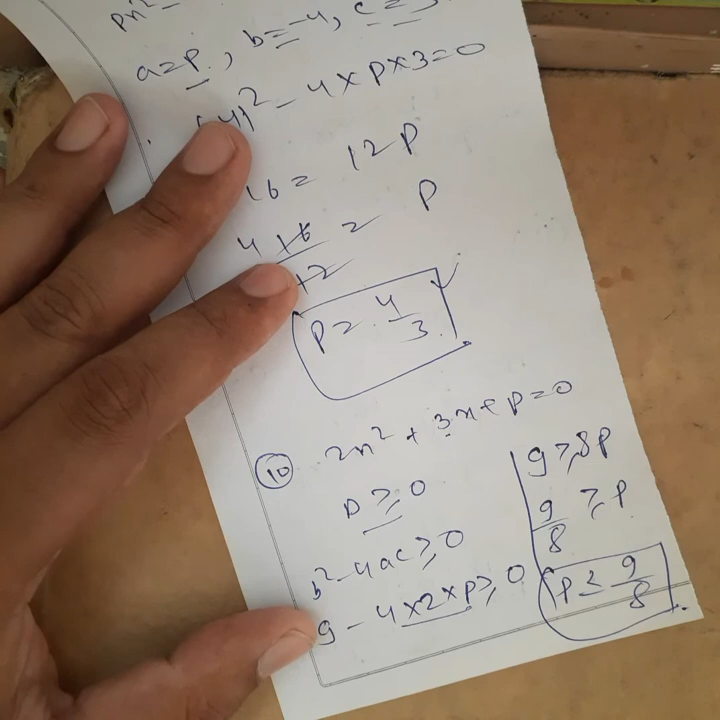 px²
a=p, b=-4, c=3
(4)² - 4×p×3=0
16 = 12P
4 16/12 = P
P = 4/3
(10) 2x² + 3x + p=0
D ≥ 0
b²-4ac ≥ 0
9 - 4×2×p ≥ 0
9 ≥ 8P
9/8 ≥ P
P ≤ 9/8